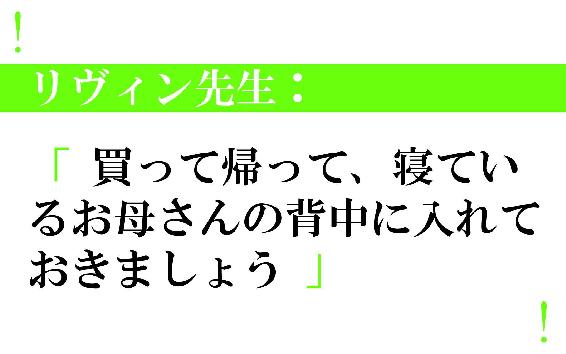 !
リヴィン先生：
「 買って帰って、寝てい
るお母さんの背中に入れて
おきましょう 」
!